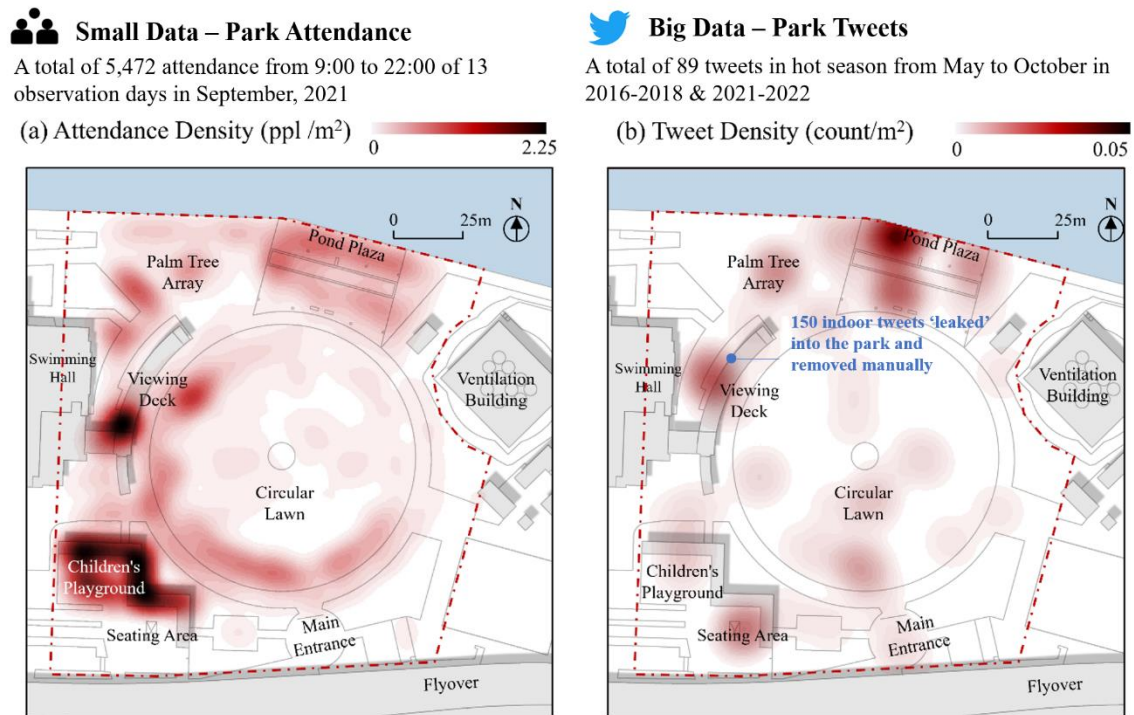 Small Data – Park Attendance
A total of 5,472 attendance from 9:00 to 22:00 of 13
observation days in September, 2021
(a) Attendance Density (ppl /m²)
0
2.25
0
25m
N
Pond Plaza
Palm Tree
Array
Swimming
Hall
Viewing
Deck
Ventilation
Building
Circular
Lawn
Children's
Playground
Seating Area
Main
Entrance
Flyover
Big Data – Park Tweets
A total of 89 tweets in hot season from May to October in
2016-2018 & 2021-2022
(b) Tweet Density (count/m²)
0
0.05
0
25m
N
Pond Plaza
Palm Tree
Array
150 indoor tweets ‘leaked’
into the park and
removed manually
Swimming
Hall
Viewing
Deck
Ventilation
Building
Circular
Lawn
Children's
Playground
Seating Area
Main
Entrance
Flyover